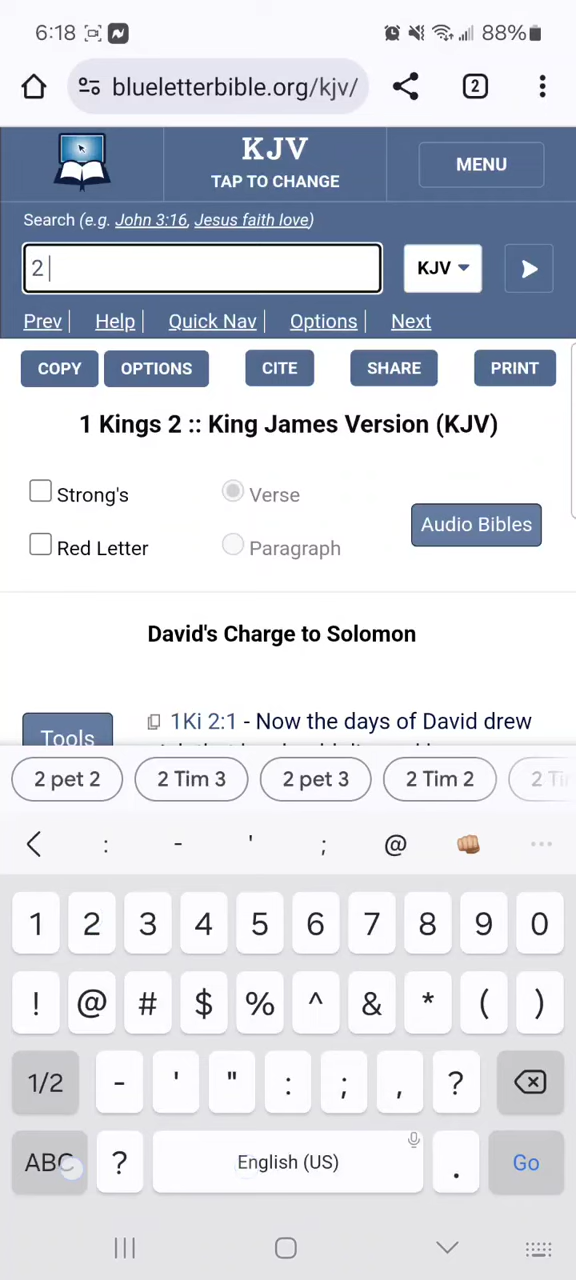 6:18 88%
blueletterbible.org/kjv/ 2
KJV
TAP TO CHANGE
MENU
Search (e.g. John 3:16, Jesus faith love)
2 KJV
Prev | Help | Quick Nav | Options | Next
COPY OPTIONS CITE SHARE PRINT
1 Kings 2 :: King James Version (KJV)
Strong's Verse
Audio Bibles
Red Letter Paragraph
David's Charge to Solomon
Tools 1Ki 2:1 - Now the days of David drew
2 pet 2 2 Tim 3 2 pet 3 2 Tim 2 2 Ti
: - ' ; @ 👊🏽 ...
1 2 3 4 5 6 7 8 9 0
! @ # $ % ^ & * ( )
1/2 - ' " : ; , ?
ABC ? English (US) . Go